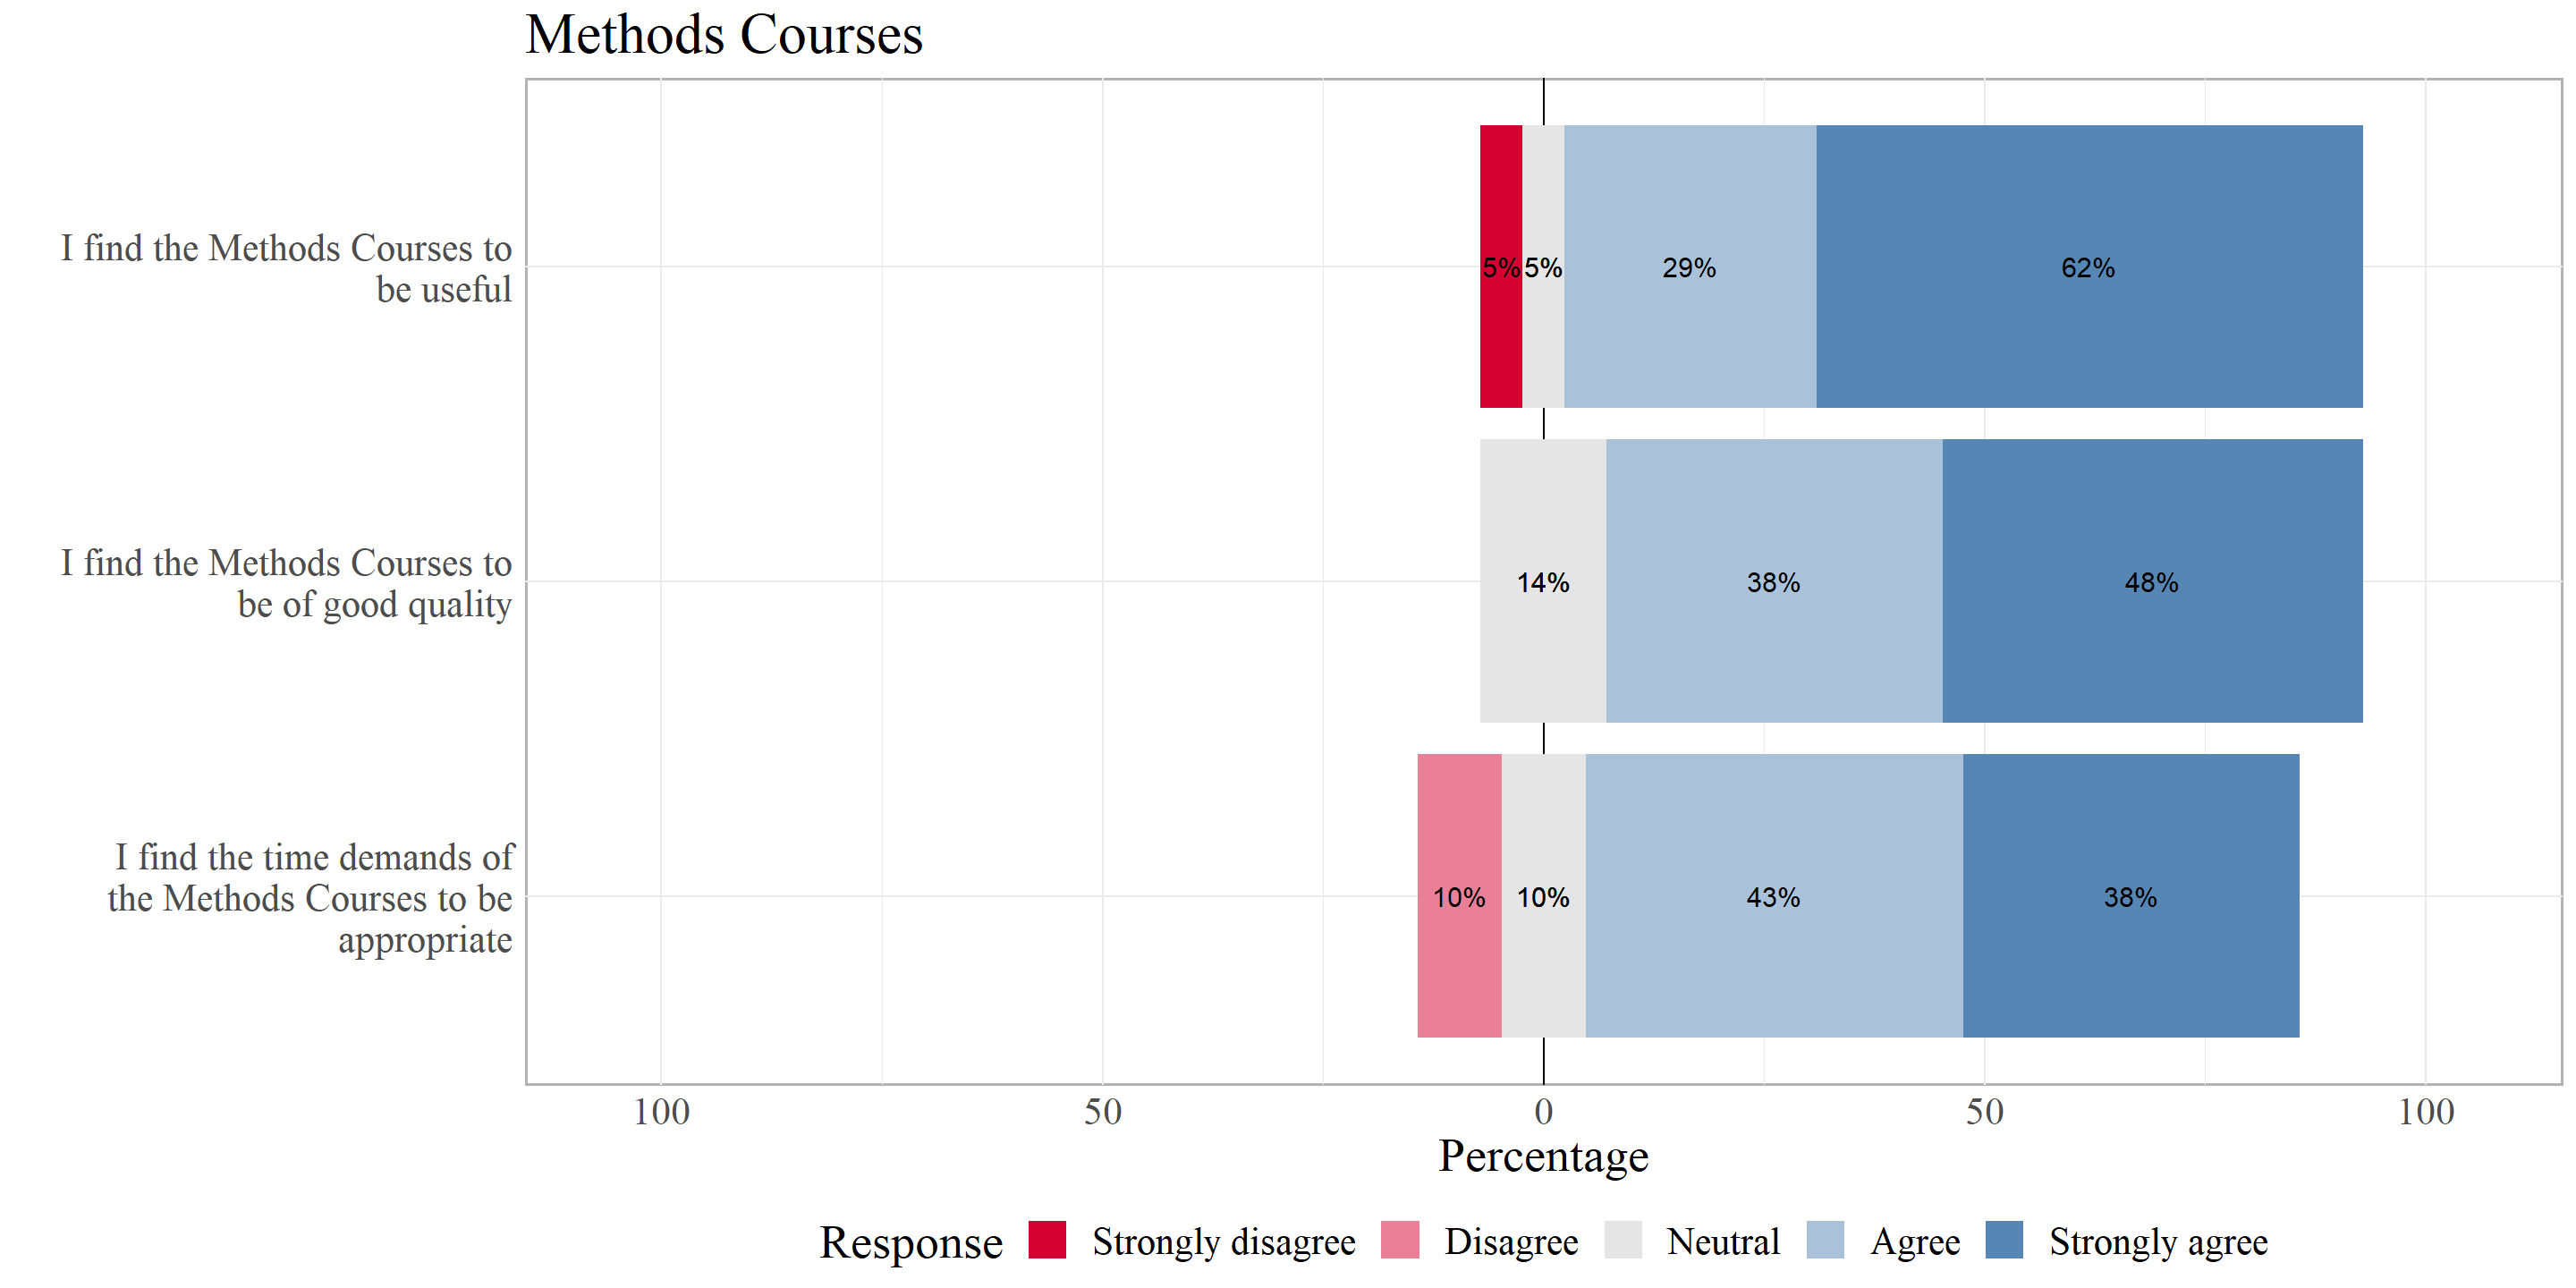 Methods Courses
I find the Methods Courses to
be useful
5% 5% 29% 62%
I find the Methods Courses to
be of good quality
14% 38% 48%
I find the time demands of
the Methods Courses to be
appropriate
10% 10% 43% 38%
100 50 0 50 100
Percentage
Response Strongly disagree Disagree Neutral Agree Strongly agree